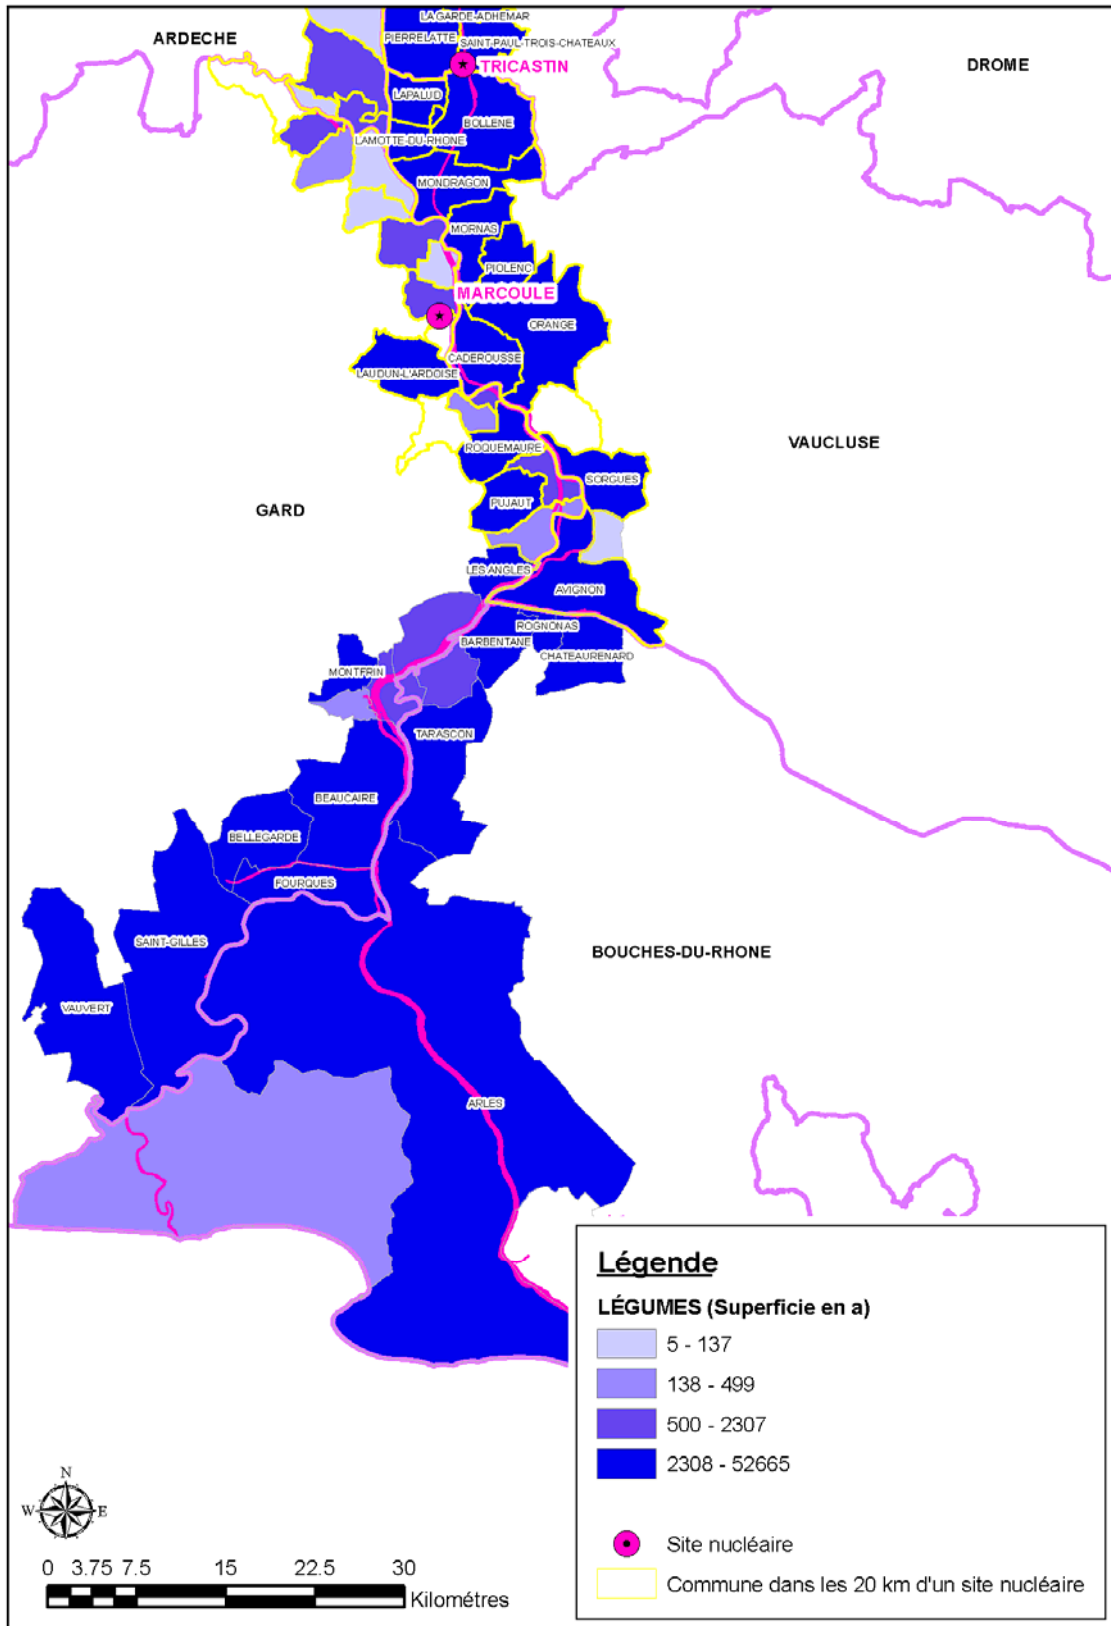 LA GARDE-ADHEMAR
ARDECHE
PIERRELATTE
SAINT-PAUL-TROIS-CHATEAUX
DROME
TRICASTIN
LAPALUD
BOLLENE
LAMOTTE-DU-RHONE
MONDRAGON
MORNAS
PIOLENC
MARCOULE
ORANGE
CADEROUSSE
LAUDUN-L'ARDOISE
VAUCLUSE
ROQUEMAURE
SORGUES
PUJAUT
GARD
LES ANGLES
AVIGNON
ROGNONAS
BARBENTANE
CHATEAURENARD
MONTFRIN
TARASCON
BEAUCAIRE
BELLEGARDE
FOURQUES
SAINT-GILLES
BOUCHES-DU-RHONE
VAUVERT
ARLES
Légende
LÉGUMES (Superficie en a)
5 - 137
138 - 499
500 - 2307
2308 - 52665
Site nucléaire
Commune dans les 20 km d'un site nucléaire
N
W E
S
0 3.75 7.5 15 22.5 30
Kilométres